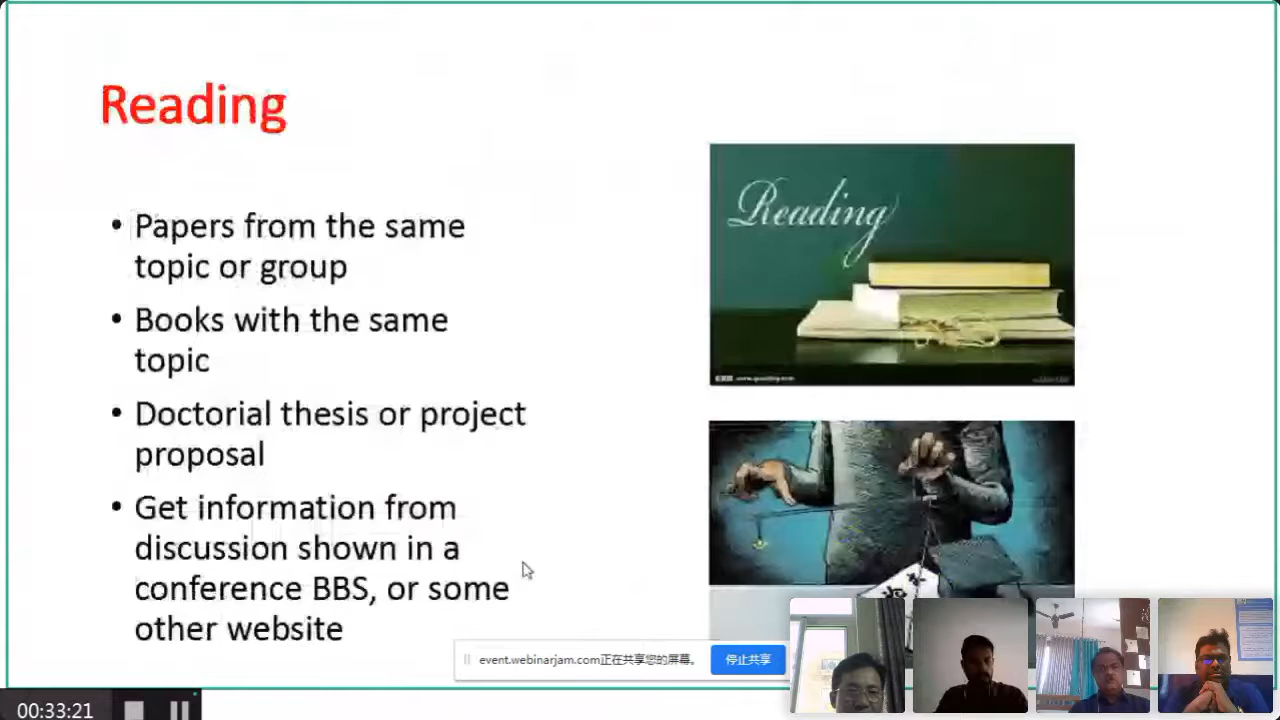 Reading
• Papers from the same
topic or group
• Books with the same
topic
• Doctorial thesis or project
proposal
• Get information from
discussion shown in a
conference BBS, or some
other website
Reading
event.webinarjam.com正在共享您的屏幕。
停止共享
00:33:21